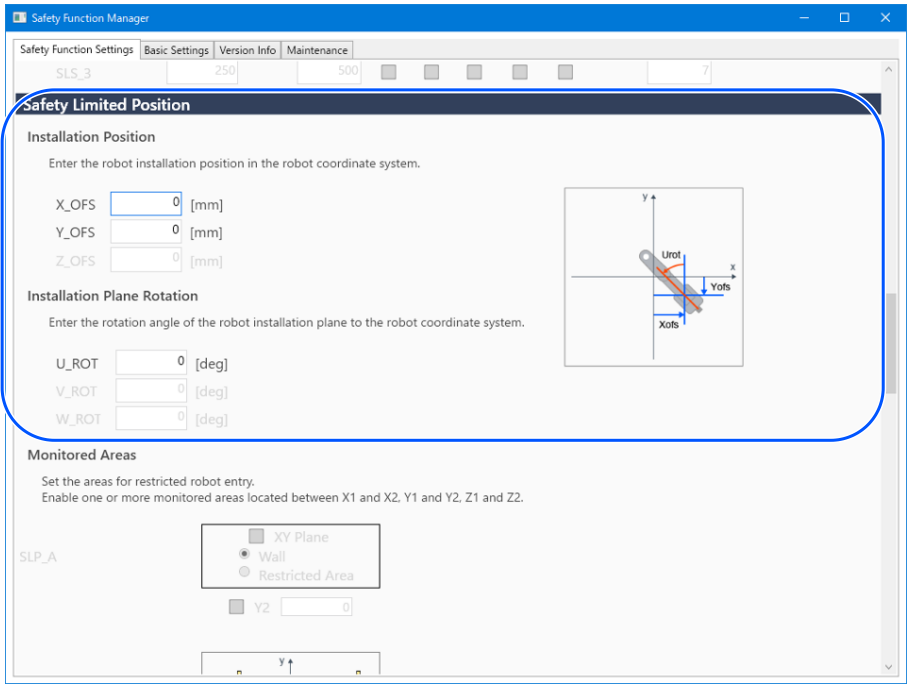 Safety Function Manager
Safety Function Settings Basic Settings Version Info Maintenance
SLS_3 250 500 7
Safety Limited Position
Installation Position
Enter the robot installation position in the robot coordinate system.
X_OFS 0 [mm]
Y_OFS 0 [mm]
Z_OFS 0 [mm]
y
Urot
x
Yofs
Xofs
Installation Plane Rotation
Enter the rotation angle of the robot installation plane to the robot coordinate system.
U_ROT 0 [deg]
V_ROT 0 [deg]
W_ROT 0 [deg]
Monitored Areas
Set the areas for restricted robot entry.
Enable one or more monitored areas located between X1 and X2, Y1 and Y2, Z1 and Z2.
XY Plane
SLP_A Wall
Restricted Area
Y2 0
y